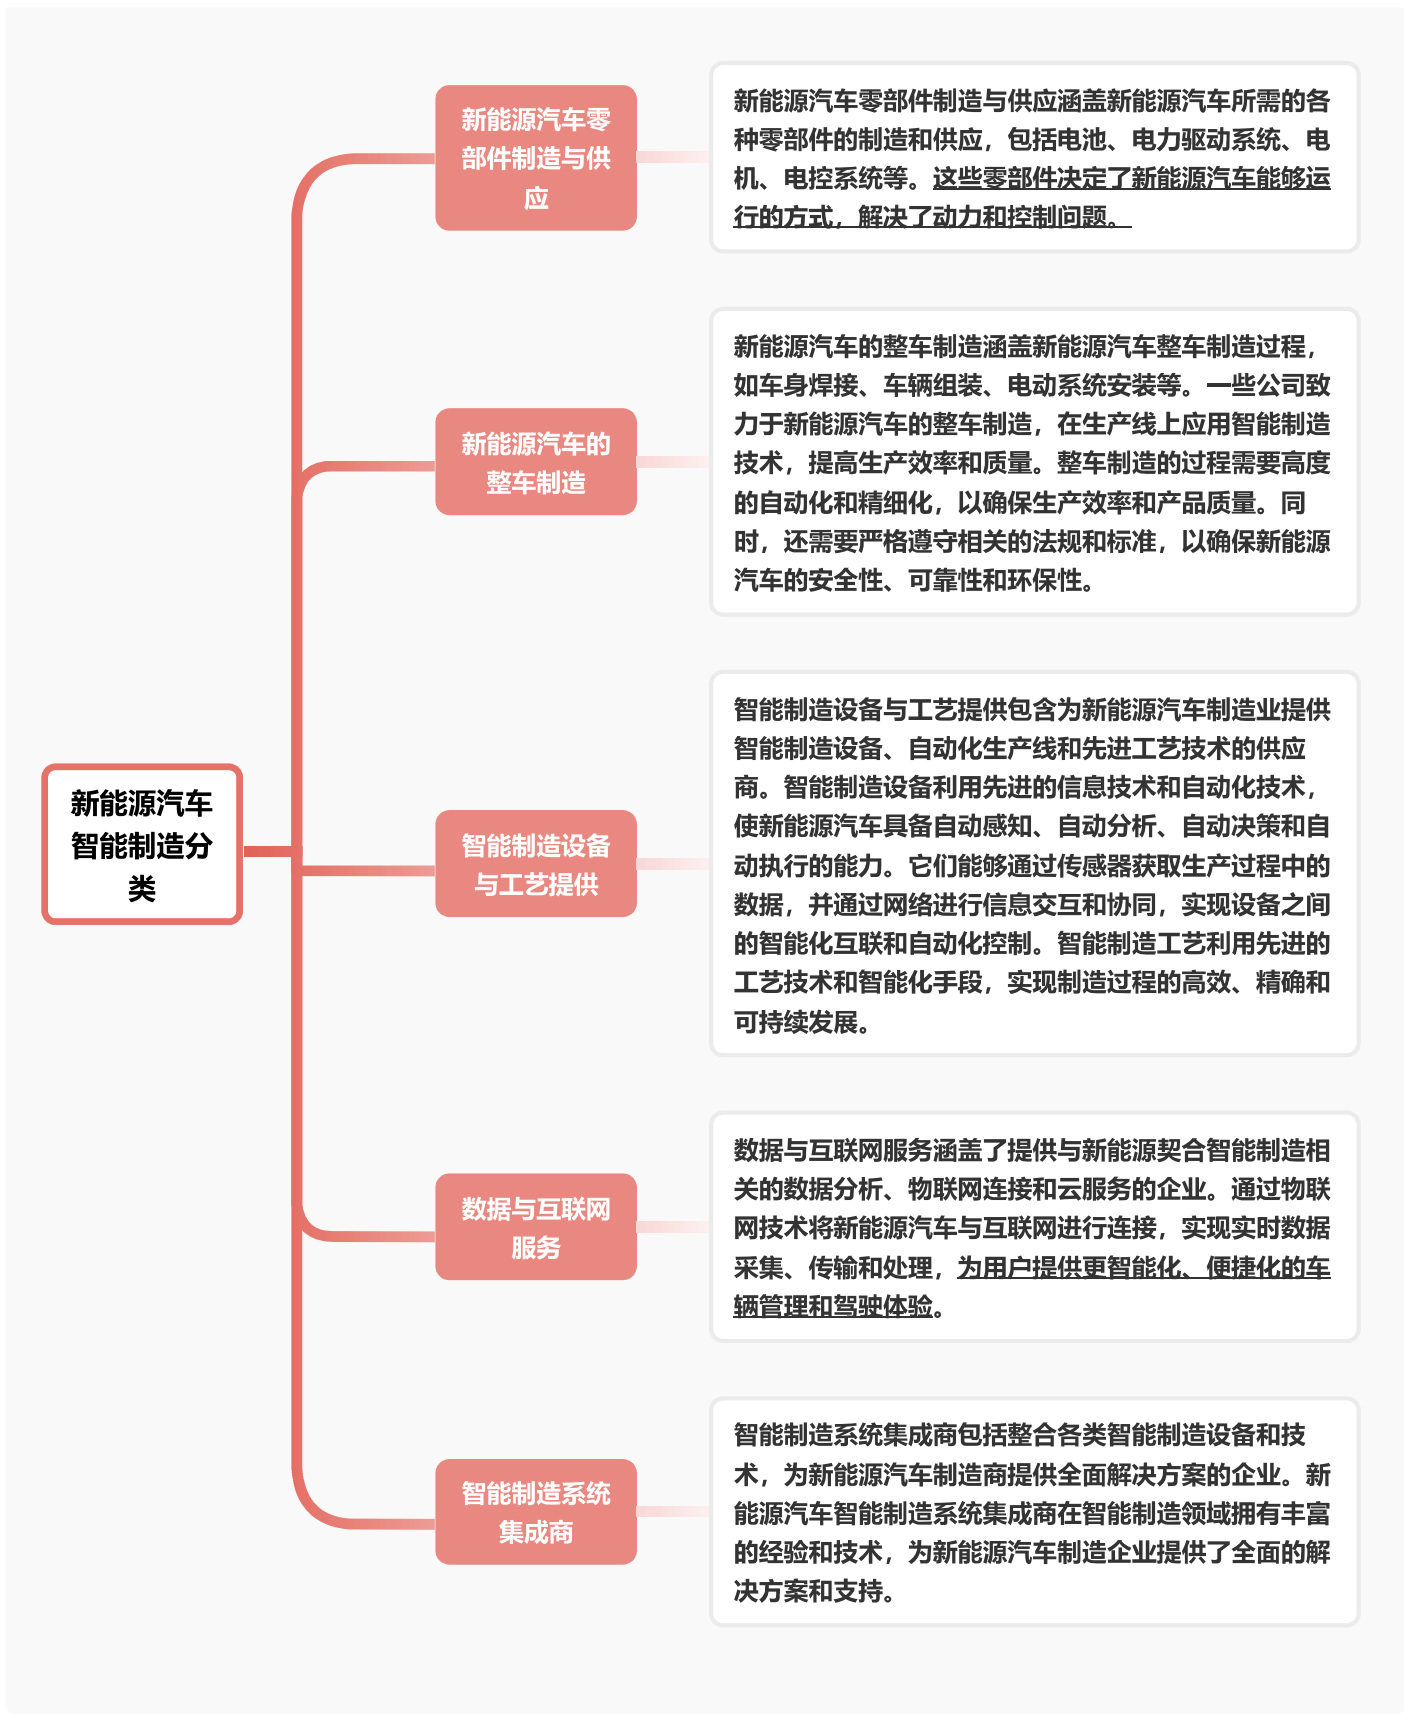 新能源汽车
智能制造分
类
新能源汽车零
部件制造与供
应
新能源汽车零部件制造与供应涵盖新能源汽车所需的各
种零部件的制造和供应，包括电池、电力驱动系统、电
机、电控系统等。这些零部件决定了新能源汽车能够运
行的方式，解决了动力和控制问题。
新能源汽车的
整车制造
新能源汽车的整车制造涵盖新能源汽车整车制造过程，
如车身焊接、车辆组装、电动系统安装等。一些公司致
力于新能源汽车的整车制造，在生产线上应用智能制造
技术，提高生产效率和质量。整车制造的过程需要高度
的自动化和精细化，以确保生产效率和产品质量。同
时，还需要严格遵守相关的法规和标准，以确保新能源
汽车的安全性、可靠性和环保性。
智能制造设备
与工艺提供
智能制造设备与工艺提供包含为新能源汽车制造业提供
智能制造设备、自动化生产线和先进工艺技术的供应
商。智能制造设备利用先进的信息技术和自动化技术，
使新能源汽车具备自动感知、自动分析、自动决策和自
动执行的能力。它们能够通过传感器获取生产过程中的
数据，并通过网络进行信息交互和协同，实现设备之间
的智能化互联和自动化控制。智能制造工艺利用先进的
工艺技术和智能化手段，实现制造过程的高效、精确和
可持续发展。
数据与互联网
服务
数据与互联网服务涵盖了提供与新能源契合智能制造相
关的数据分析、物联网连接和云服务的企业。通过物联
网技术将新能源汽车与互联网进行连接，实现实时数据
采集、传输和处理，为用户提供更智能化、便捷化的车
辆管理和驾驶体验。
智能制造系统
集成商
智能制造系统集成商包括整合各类智能制造设备和技
术，为新能源汽车制造商提供全面解决方案的企业。新
能源汽车智能制造系统集成商在智能制造领域拥有丰富
的经验和技术，为新能源汽车制造企业提供了全面的解
决方案和支持。